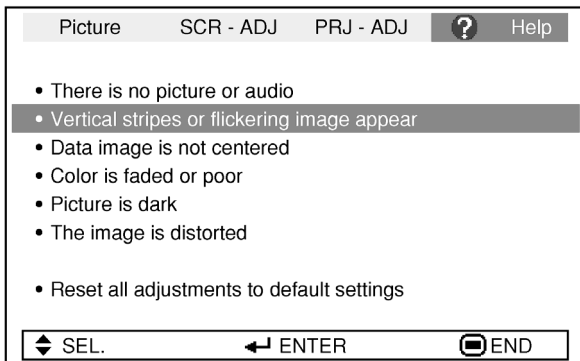 Picture SCR - ADJ PRJ - ADJ ? Help
• There is no picture or audio
• Vertical stripes or flickering image appear
• Data image is not centered
• Color is faded or poor
• Picture is dark
• The image is distorted
• Reset all adjustments to default settings
SEL. ENTER END